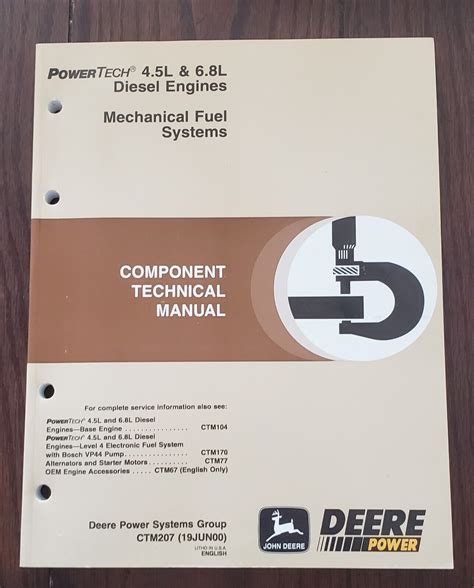 POWERTECH® 4.5L & 6.8L
Diesel Engines
Mechanical Fuel
Systems
COMPONENT
TECHNICAL
MANUAL
For complete service information also see:
POWERTECH® 4.5L and 6.8L Diesel
Engines—Base Engine . . . . . . . . . . . . CTM104
POWERTECH® 4.5L and 6.8L Diesel
Engines—Level 4 Electronic Fuel System
with Bosch VP44 Pump . . . . . . . . . . . . CTM170
Alternators and Starter Motors . . . . . . . . . CTM77
OEM Engine Accessories . . . . . CTM67 (English Only)
Deere Power Systems Group
CTM207 (19JUN00)
LITHO IN U.S.A.
ENGLISH
JOHN DEERE
DEERE
POWER